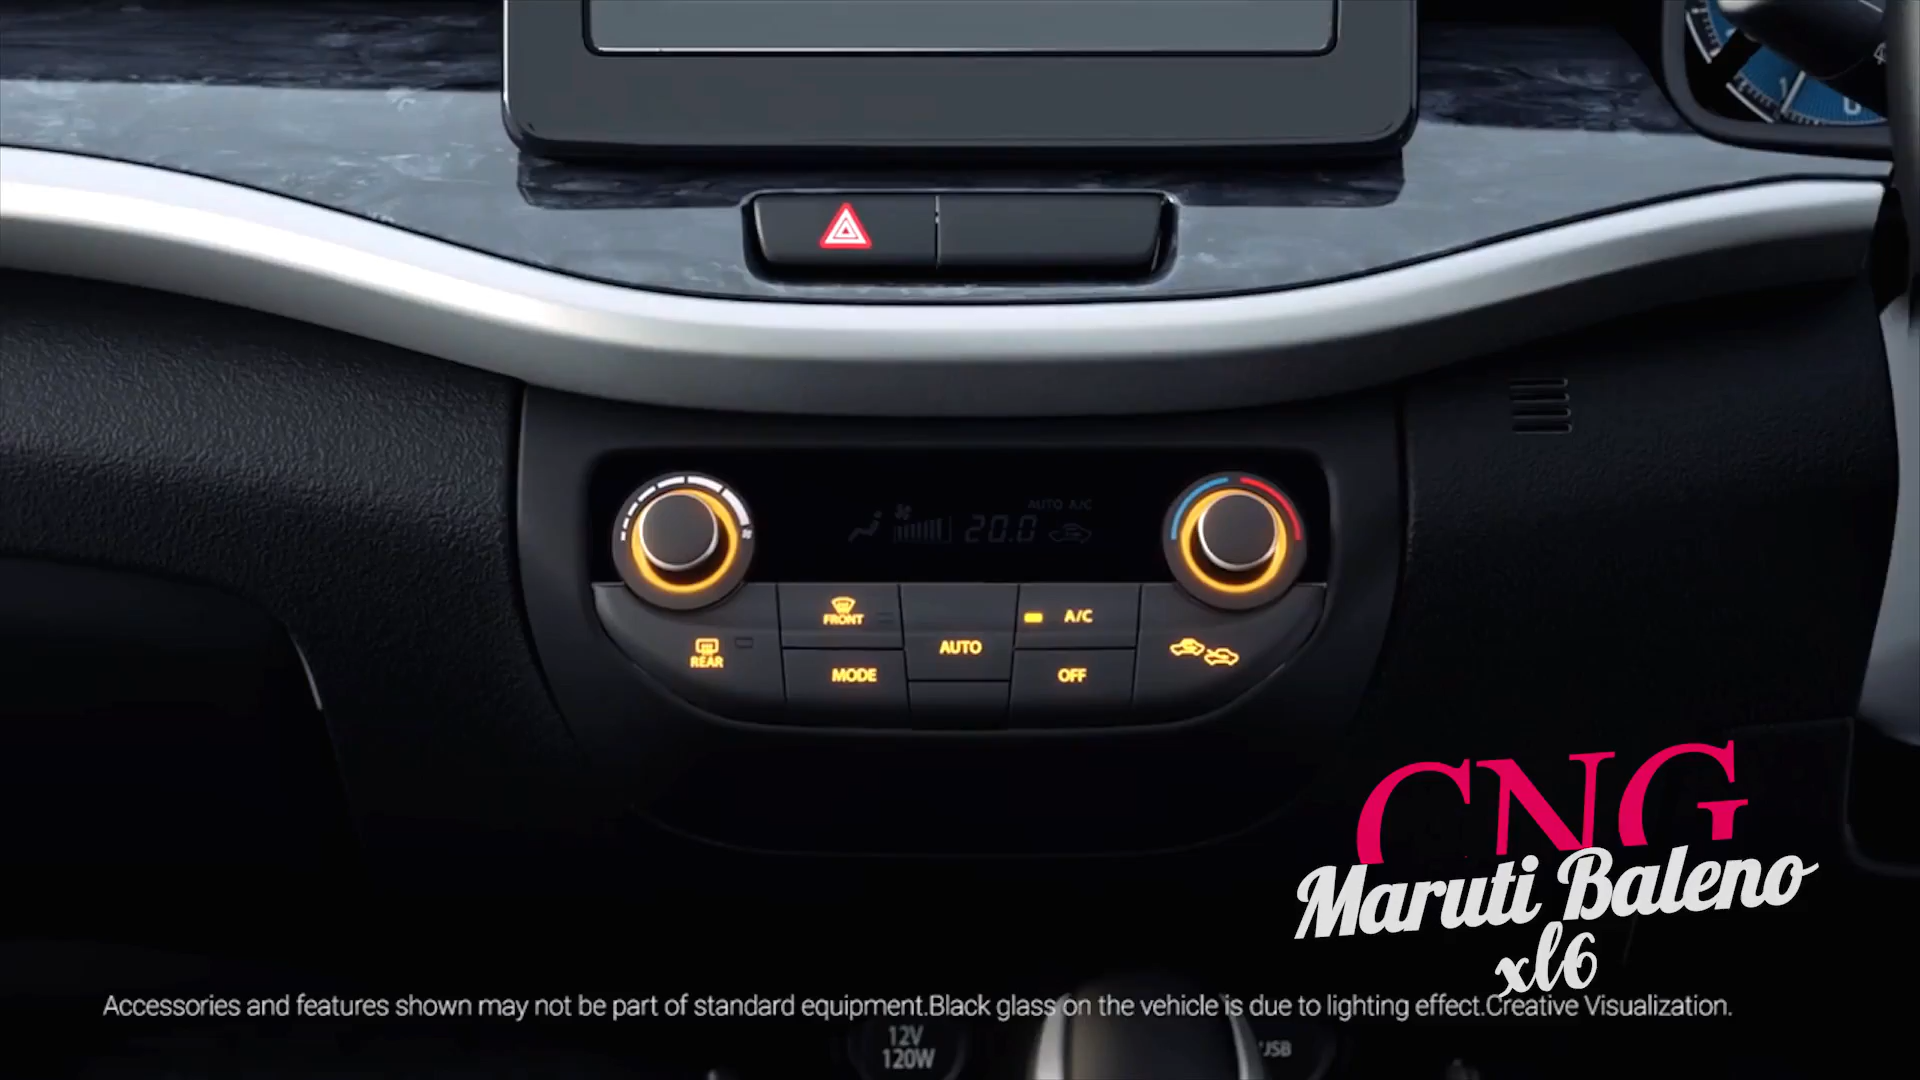 AUTO A/C
20.0
FRONT
A/C
AUTO
REAR
MODE
OFF
CNG
Maruti Baleno
xl6
Accessories and features shown may not be part of standard equipment.Black glass on the vehicle is due to lighting effect.Creative Visualization.
12V
120W
USB